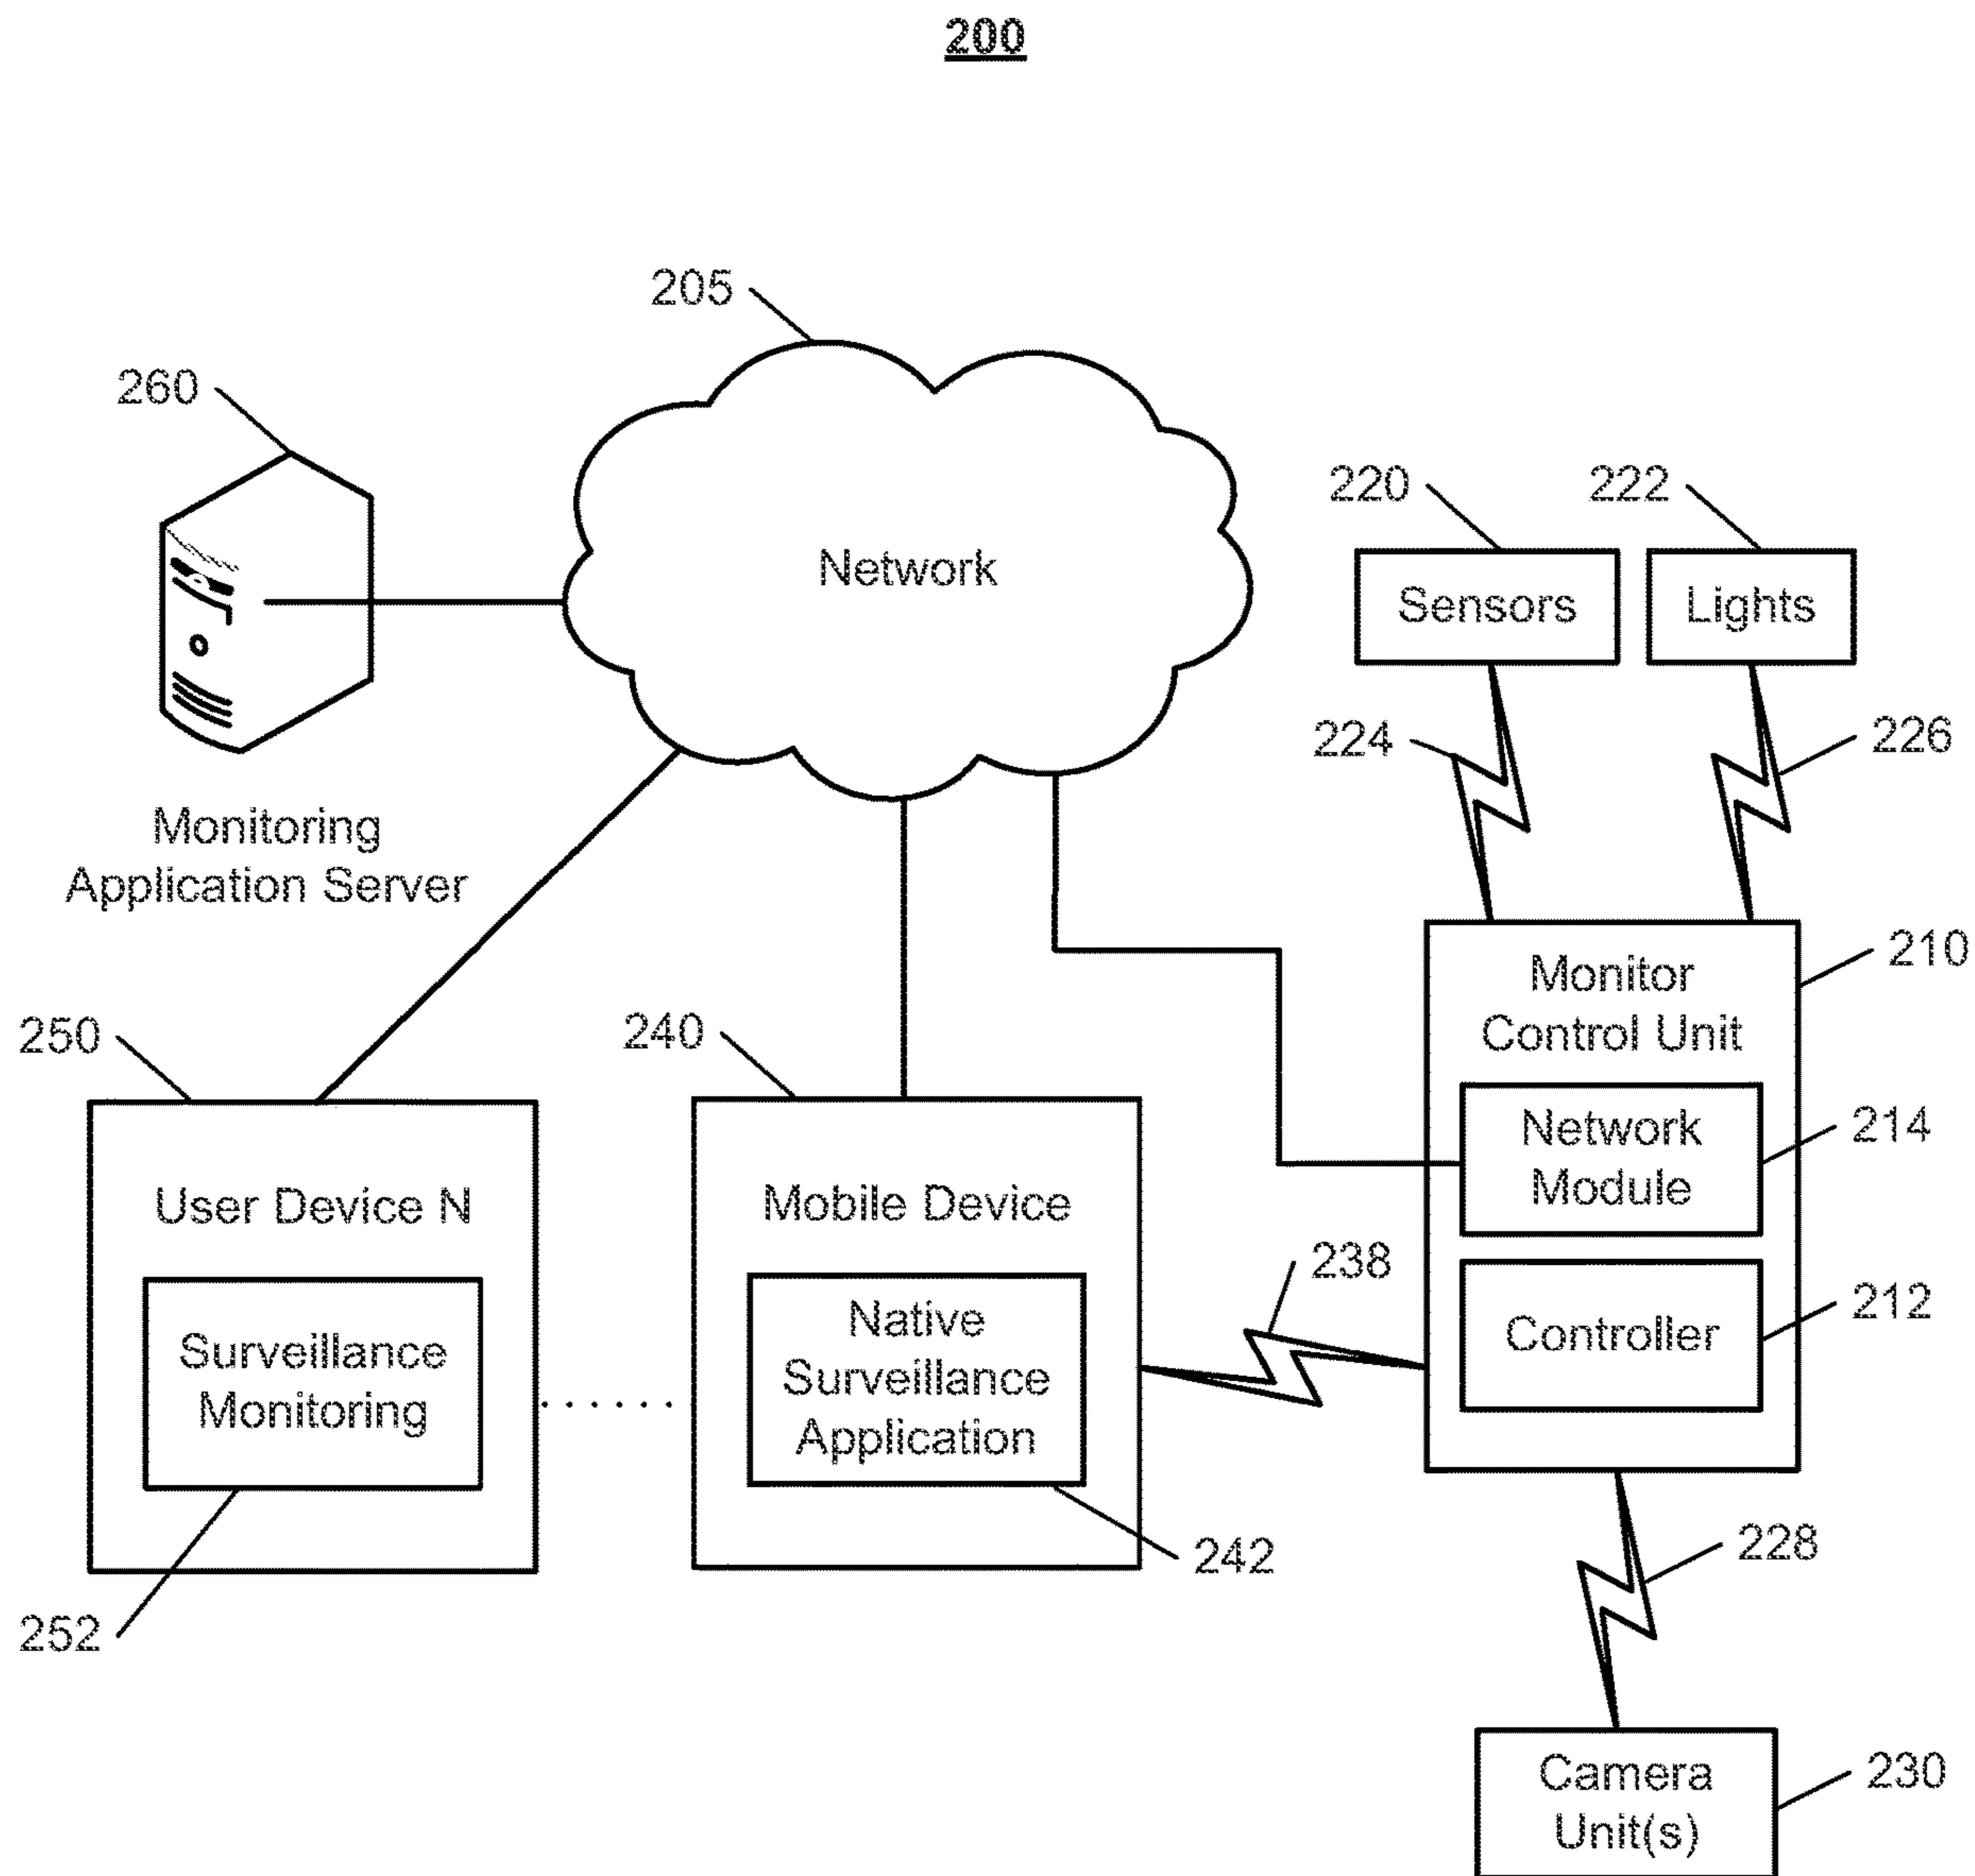 200
205
260
Network
220
222
Sensors
Lights
224
226
Monitoring
Application Server
210
Monitor
Control Unit
250
240
Network
Module
214
User Device N
Mobile Device
238
212
Controller
Surveillance
Monitoring
Native
Surveillance
Application
242
228
252
Camera
Unit(s)
230